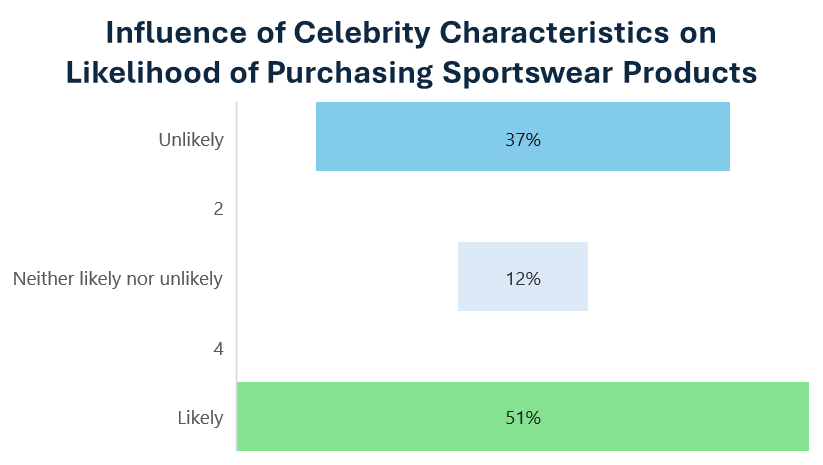 Influence of Celebrity Characteristics on
Likelihood of Purchasing Sportswear Products
Unlikely
37%
2
Neither likely nor unlikely
12%
4
Likely
51%